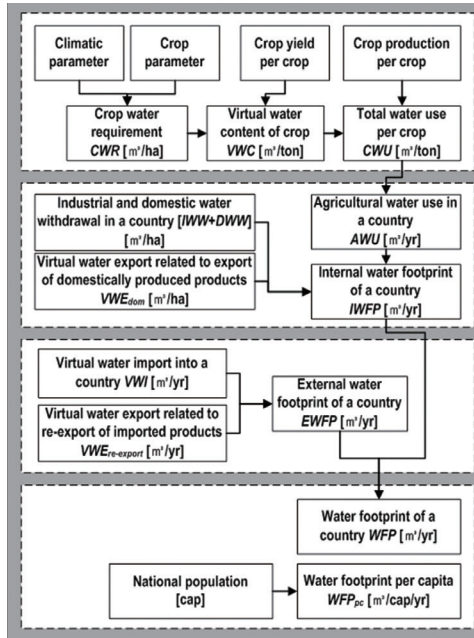 Climatic
parameter
Crop
parameter
Crop yield
per crop
Crop production
per crop
Crop water
requirement
CWR [㎥/ha]
Virtual water
content of crop
VWC [㎥/ton]
Total water use
per crop
CWU [㎥/ton]
Industrial and domestic water
withdrawal in a country [IWW+DWW]
[㎥/ha]
Agricultural water use in
a country
AWU [㎥/yr]
Virtual water export related to export
of domestically produced products
VWEdom [㎥/ha]
Internal water footprint
of a country
IWFP [㎥/yr]
Virtual water import into a
country VWI [㎥/yr]
External water
footprint of a country
EWFP [㎥/yr]
Virtual water export related to
re-export of imported products
VWEre-export [㎥/yr]
Water footprint of a
country WFP [㎥/yr]
National population
[cap]
Water footprint per capita
WFPpc [㎥/cap/yr]